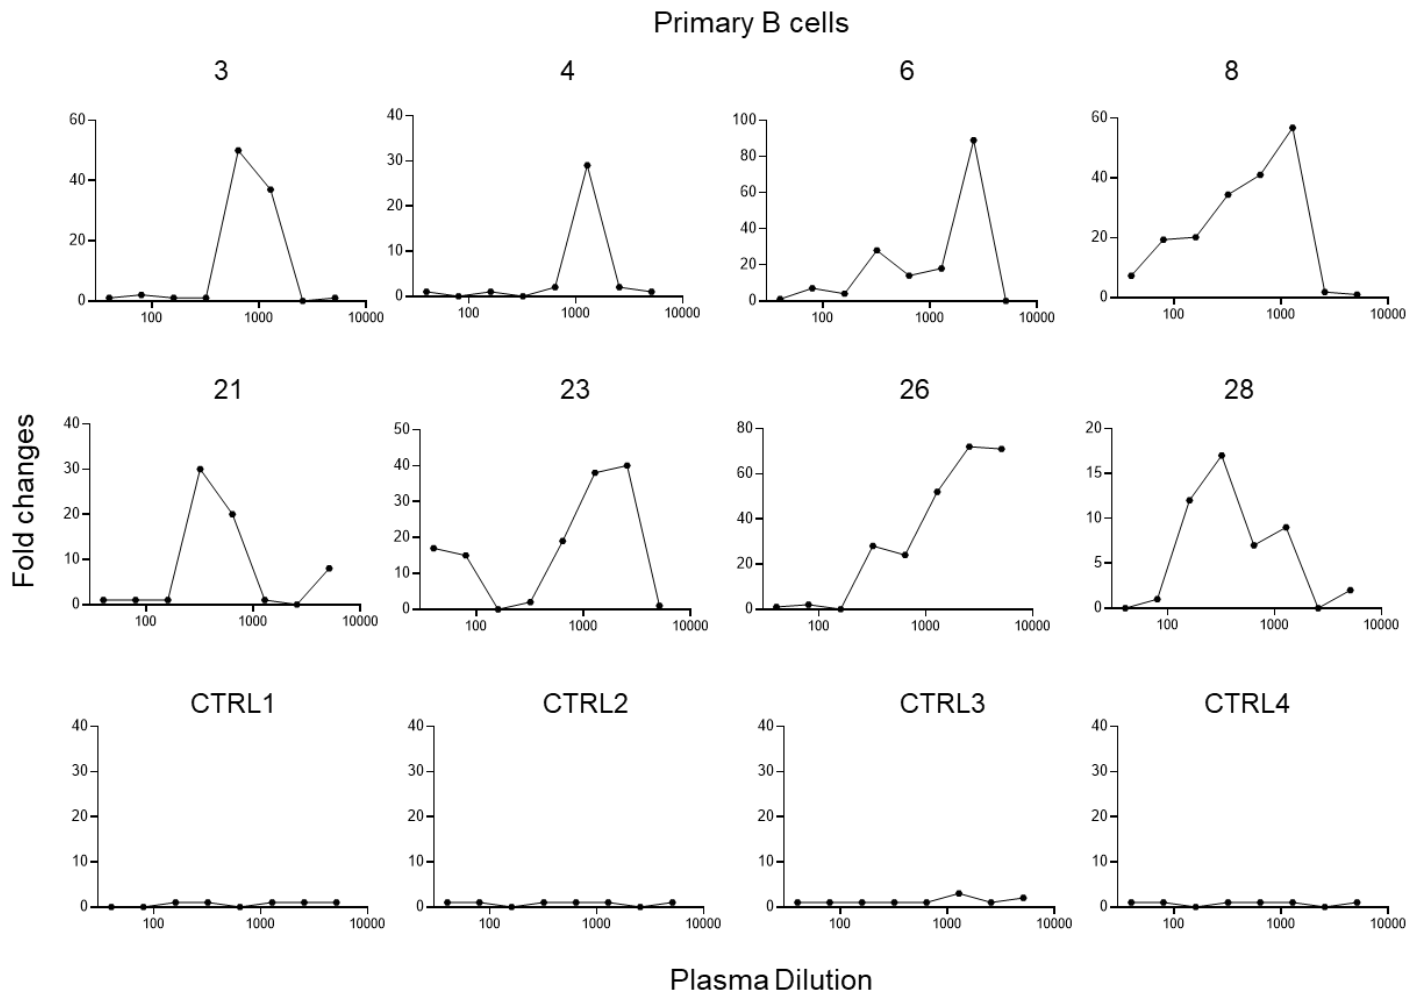 Primary B cells
3 4 6 8
60 40 100 60
40 30 80 40
20 20 60 20
0 10 40 0
0 20
0
100 1000 10000 100 1000 10000 100 1000 10000 100 1000 10000
21 23 26 28
40 50 80 20
30 40 60 15
20 30 40 10
10 20 20 5
0 10 0 0
0
100 1000 10000 100 1000 10000 100 1000 10000 100 1000 10000
Fold changes
CTRL1 CTRL2 CTRL3 CTRL4
40 40 40 40
30 30 30 30
20 20 20 20
10 10 10 10
0 0 0 0
100 1000 10000 100 1000 10000 100 1000 10000 100 1000 10000
Plasma Dilution